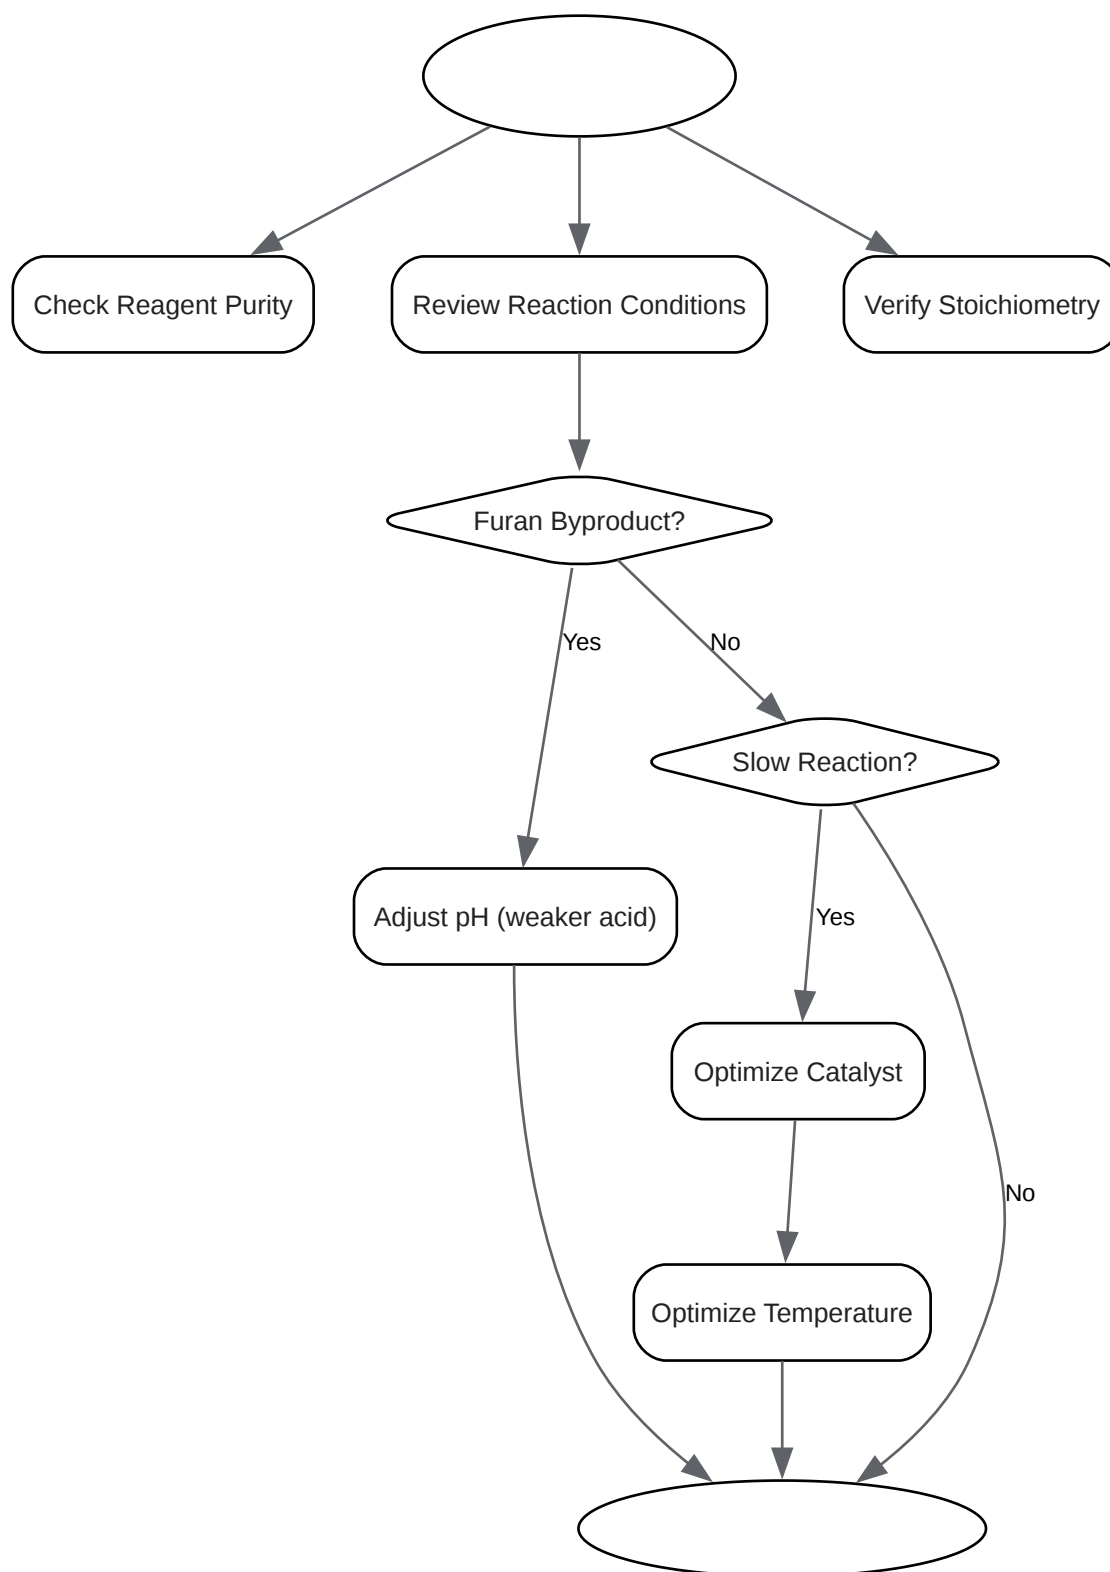 Check Reagent Purity
Review Reaction Conditions
Verify Stoichiometry
Furan Byproduct?
Yes
No
Slow Reaction?
Adjust pH (weaker acid)
Yes
Optimize Catalyst
No
Optimize Temperature